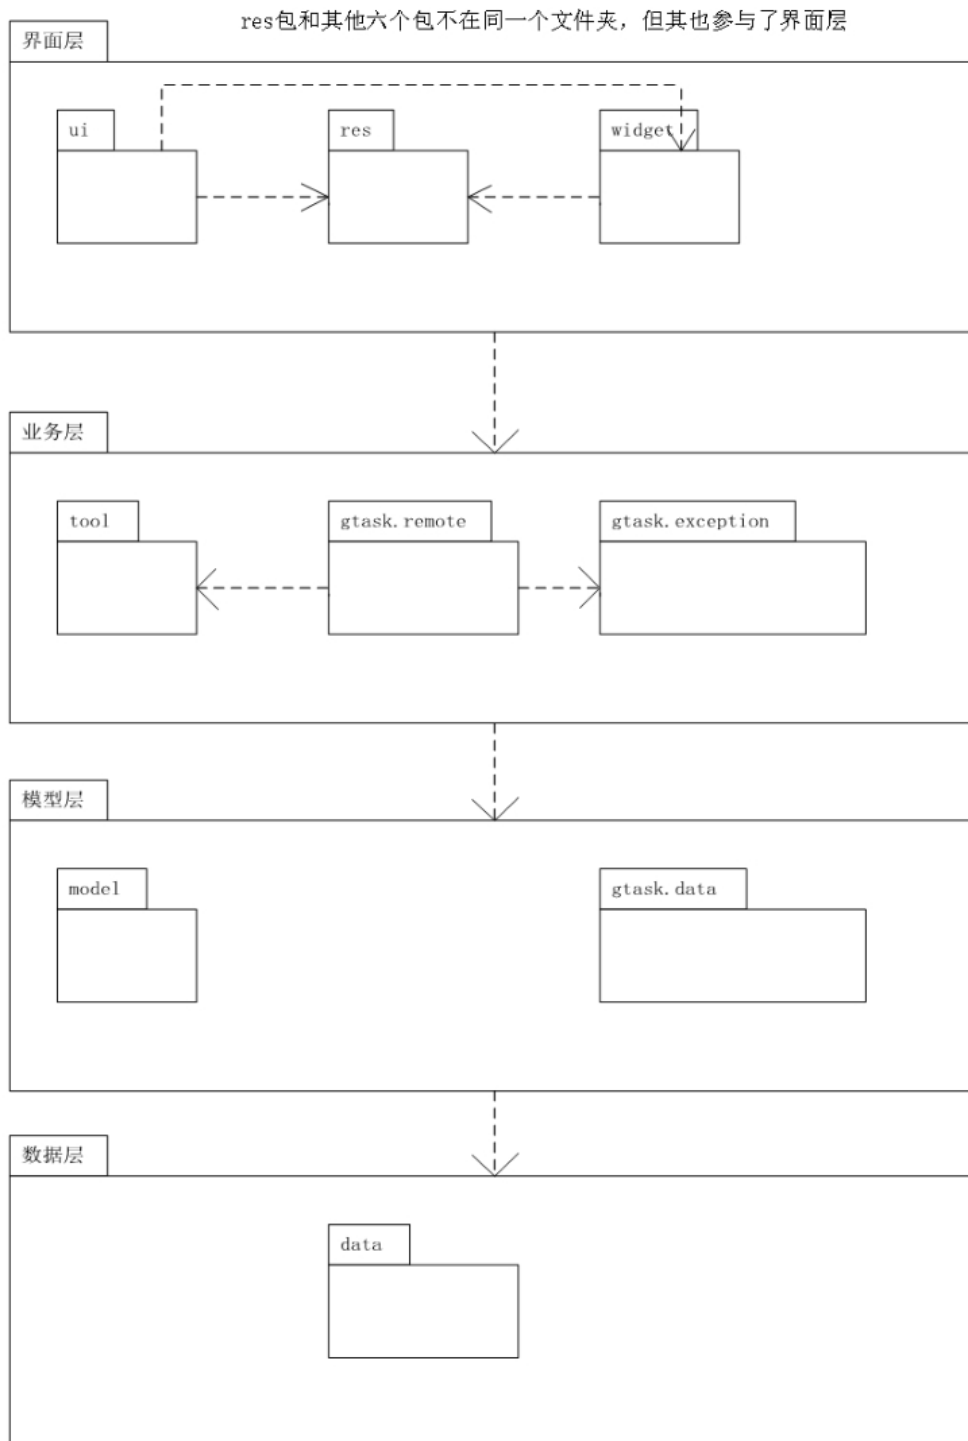 res包和其他六个包不在同一个文件夹，但其也参与了界面层
界面层
ui
res
widget
业务层
tool
gtask.remote
gtask.exception
模型层
model
gtask.data
数据层
data